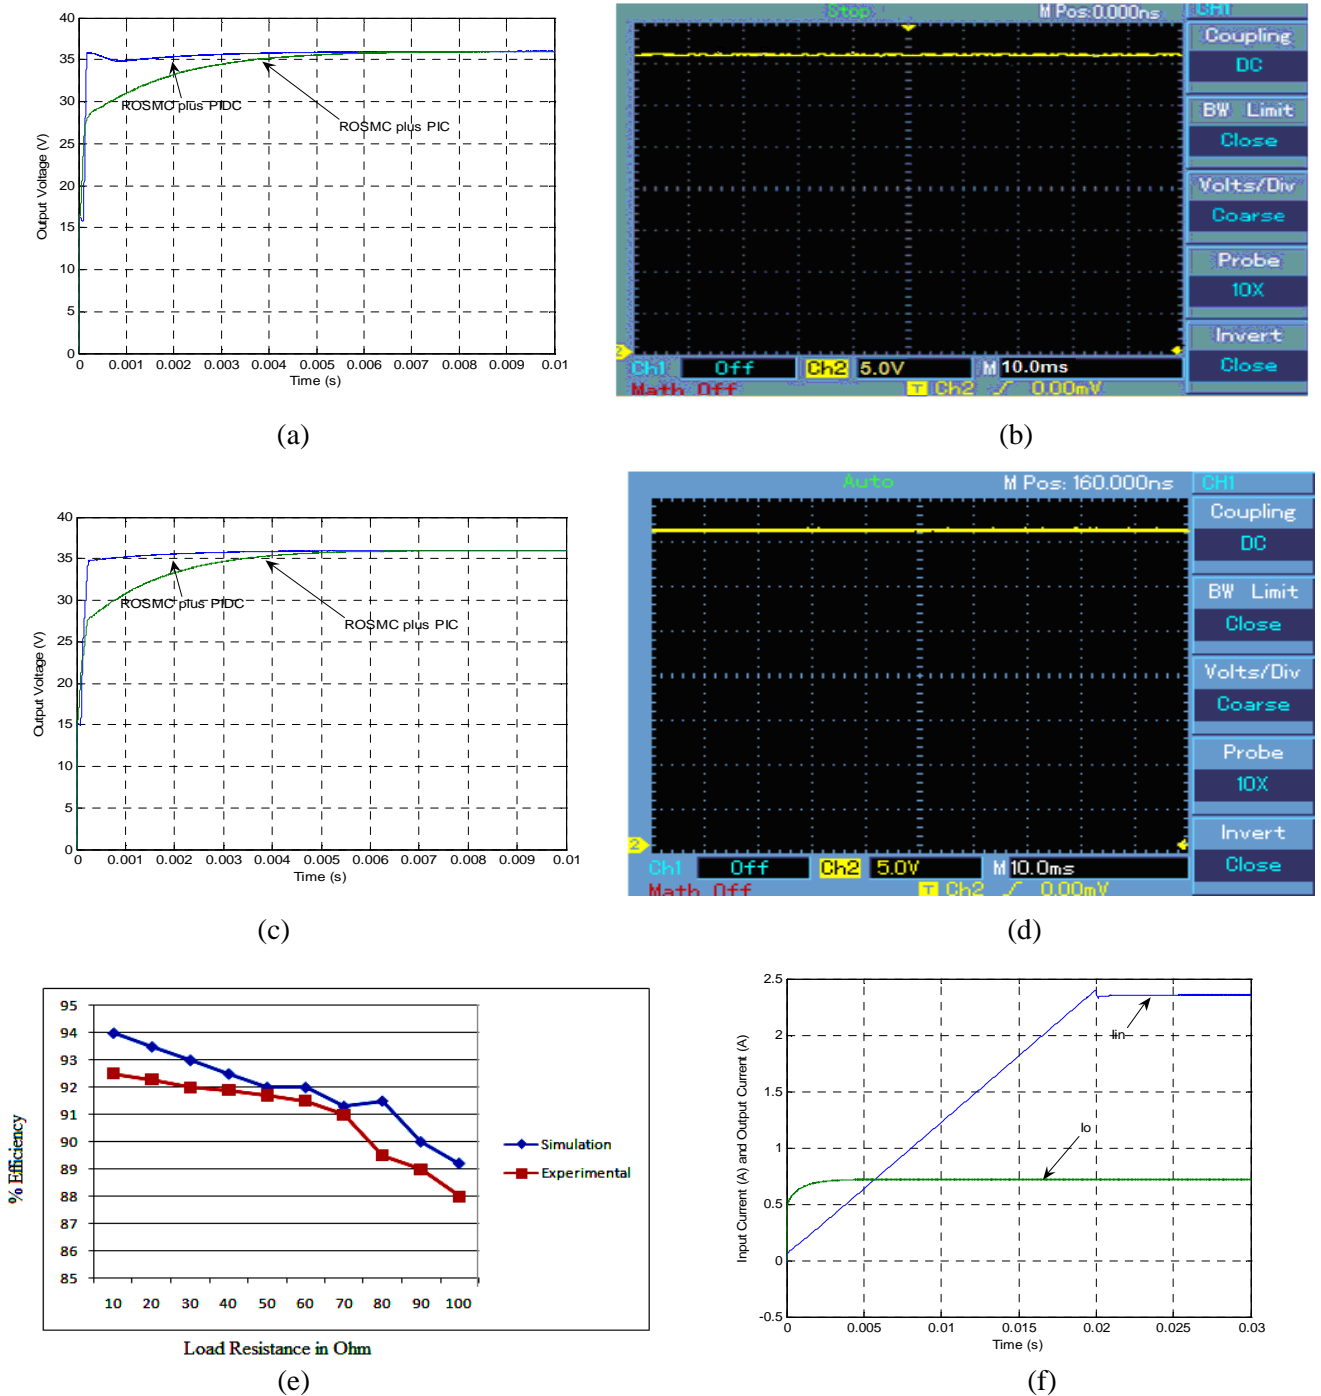 40
35
30
25
20
15
10
5
0
Output Voltage (V)
ROSMC plus PIDC
ROSMC plus PIC
0 0.001 0.002 0.003 0.004 0.005 0.006 0.007 0.008 0.009 0.01
Time (s)
(a)
Stop M Pos:0.000ns CH1
Coupling
DC
BW Limit
Close
Volts/Div
Coarse
Probe
10X
Invert
Close
2
Ch1 Off Ch2 5.0V M 10.0ms
Math Off T Ch2 0.00mV
(b)
40
35
30
25
20
15
10
5
0
Output Voltage (V)
ROSMC plus PIDC
ROSMC plus PIC
0 0.001 0.002 0.003 0.004 0.005 0.006 0.007 0.008 0.009 0.01
Time (s)
(c)
Auto M Pos: 160.000ns CH1
Coupling
DC
BW Limit
Close
Volts/Div
Coarse
Probe
10X
Invert
Close
2
Ch1 Off Ch2 5.0V M 10.0ms
Math Off T Ch2 0.00mV
(d)
95
94
93
92
91
90
89
88
87
86
85
% Efficiency
10 20 30 40 50 60 70 80 90 100
Load Resistance in Ohm
Simulation
Experimental
(e)
2.5
2
1.5
1
0.5
0
-0.5
Input Current (A) and Output Current (A)
Iin
Io
0 0.005 0.01 0.015 0.02 0.025 0.03
Time (s)
(f)